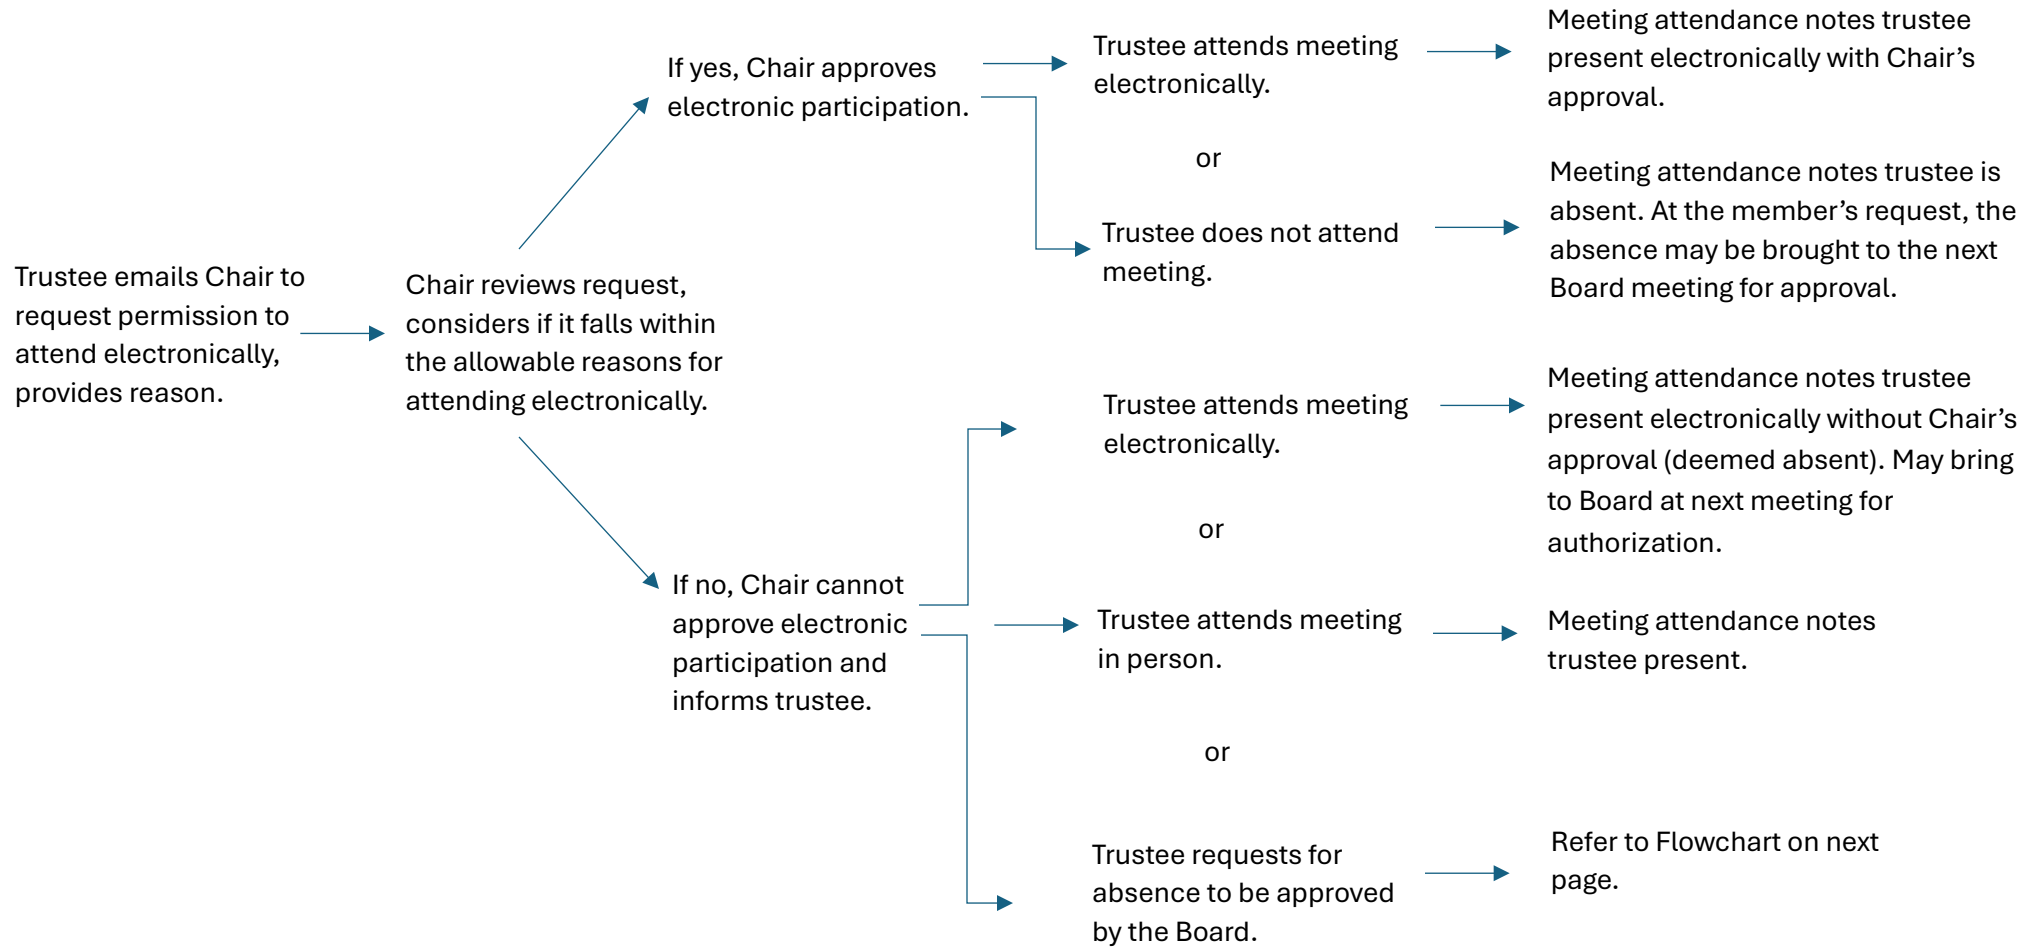 Trustee emails Chair to
request permission to
attend electronically,
provides reason.
Chair reviews request,
considers if it falls within
the allowable reasons for
attending electronically.
If yes, Chair approves
electronic participation.
Trustee attends meeting
electronically.
Meeting attendance notes trustee
present electronically with Chair’s
approval.
or
Trustee does not attend
meeting.
Meeting attendance notes trustee is
absent. At the member’s request, the
absence may be brought to the next
Board meeting for approval.
If no, Chair cannot
approve electronic
participation and
informs trustee.
Trustee attends meeting
electronically.
Meeting attendance notes trustee
present electronically without Chair’s
approval (deemed absent). May bring
to Board at next meeting for
authorization.
or
Trustee attends meeting
in person.
Meeting attendance notes
trustee present.
or
Trustee requests for
absence to be approved
by the Board.
Refer to Flowchart on next
page.